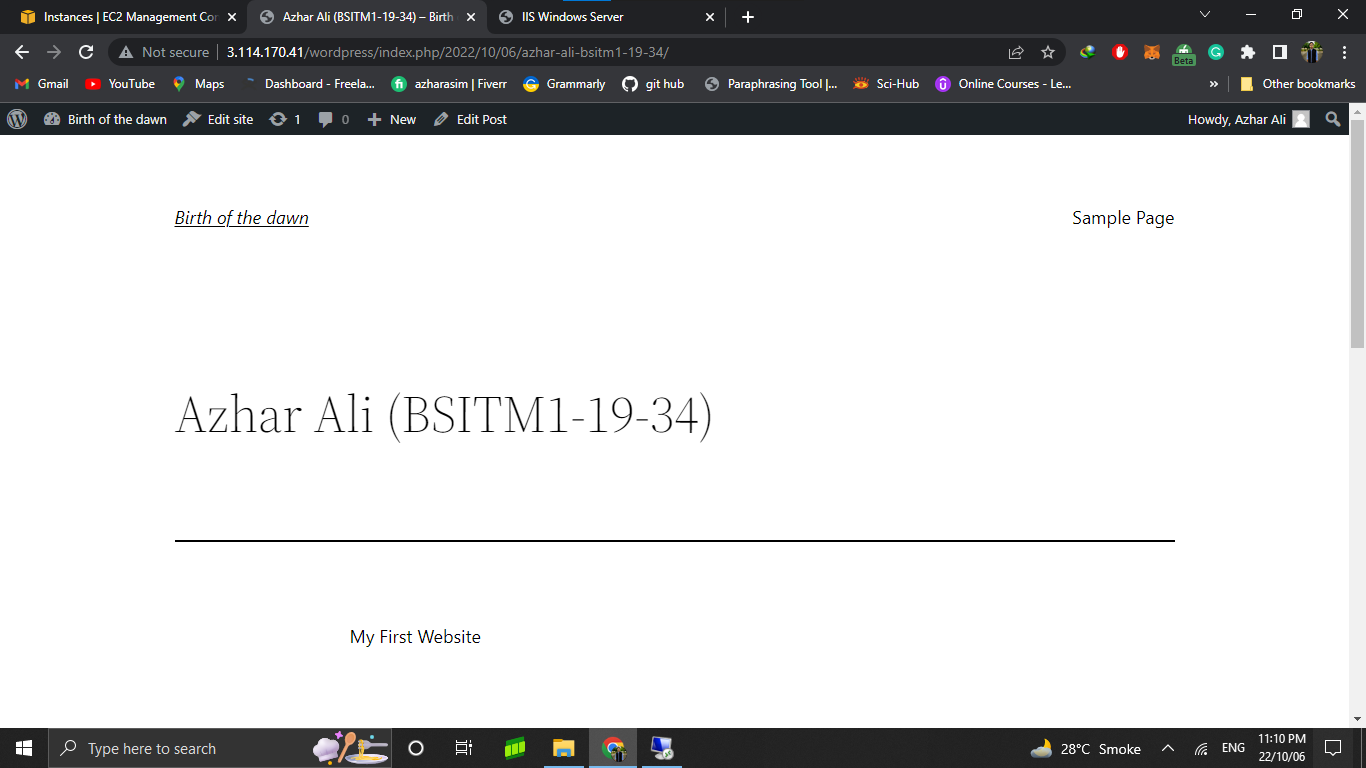 Instances | EC2 Management Cor
Azhar Ali (BSITM1-19-34) – Birth
IIS Windows Server
Not secure
3.114.170.41/wordpress/index.php/2022/10/06/azhar-ali-bsitm1-19-34/
Beta
Gmail
YouTube
Maps
Dashboard - Freela...
azharasim | Fiverr
Grammarly
git hub
Paraphrasing Tool |...
Sci-Hub
Online Courses - Le...
»
Other bookmarks
Birth of the dawn
Edit site
1
0
New
Edit Post
Howdy, Azhar Ali
Birth of the dawn
Sample Page
Azhar Ali (BSITM1-19-34)
My First Website
Type here to search
28°C Smoke
ENG
11:10 PM
22/10/06